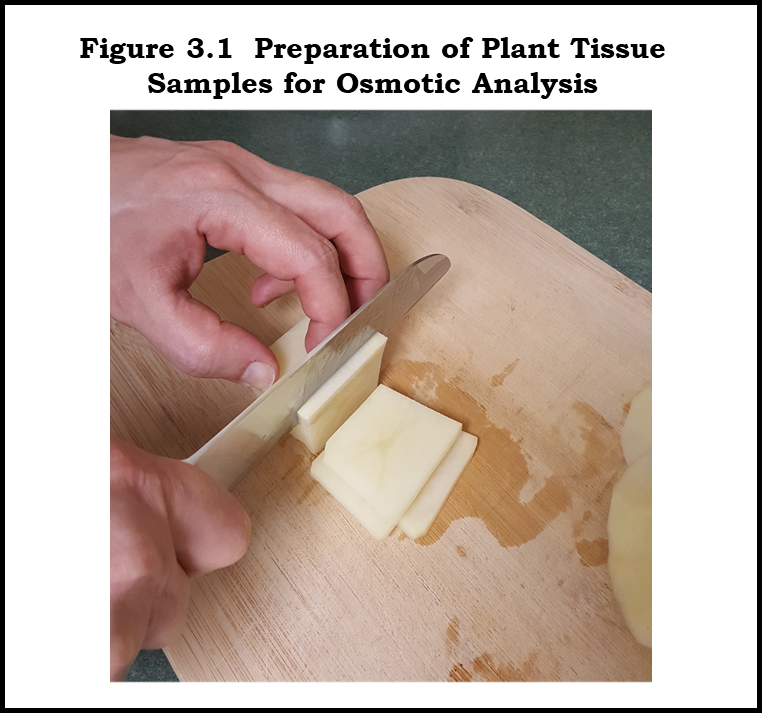 Figure 3.1  Preparation of Plant Tissue
Samples for Osmotic Analysis